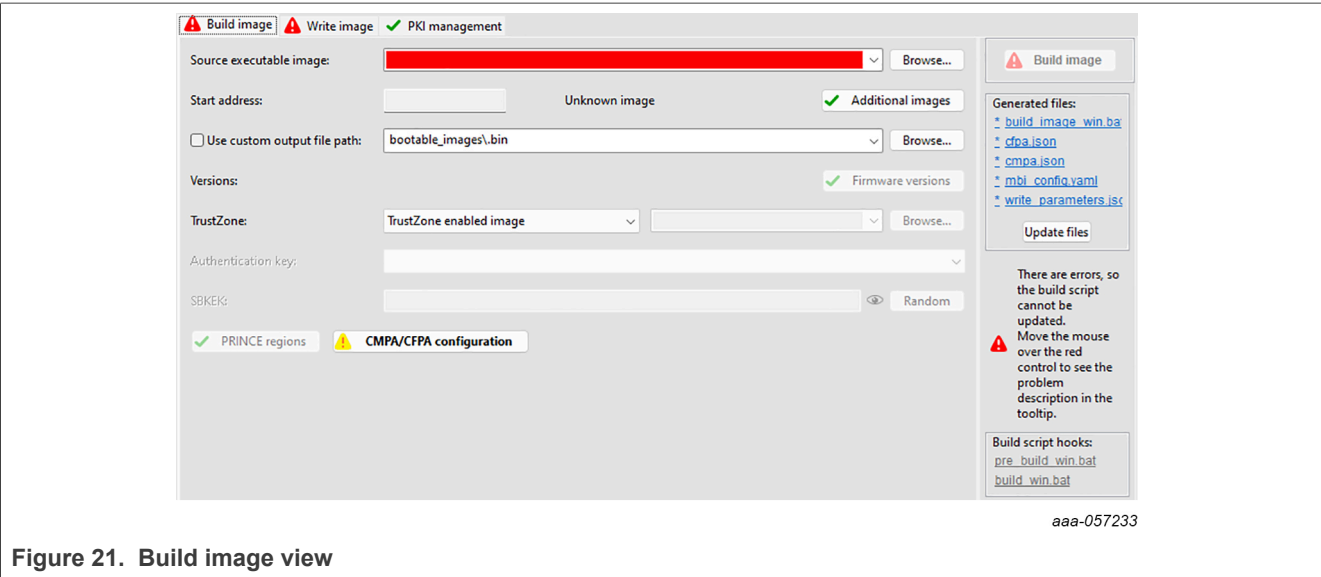 Build image Write image PKI management
Source executable image: Browse... Build image
Start address: Unknown image Additional images
Generated files:
* build_image_win.bat
Use custom output file path: bootable_images\.bin Browse...
* cfpa.json
* cmpa.json
Versions: Firmware versions
* mbi_config.yaml
* write_parameters.jsc
TrustZone: TrustZone enabled image Browse...
Update files
Authentication key:
SBKEK: Random
PRINCE regions CMPA/CFPA configuration
There are errors, so
the build script
cannot be
updated.
Move the mouse
over the red
control to see the
problem
description in the
tooltip.
Build script hooks:
pre_build_win.bat
build_win.bat
aaa-057233
Figure 21. Build image view